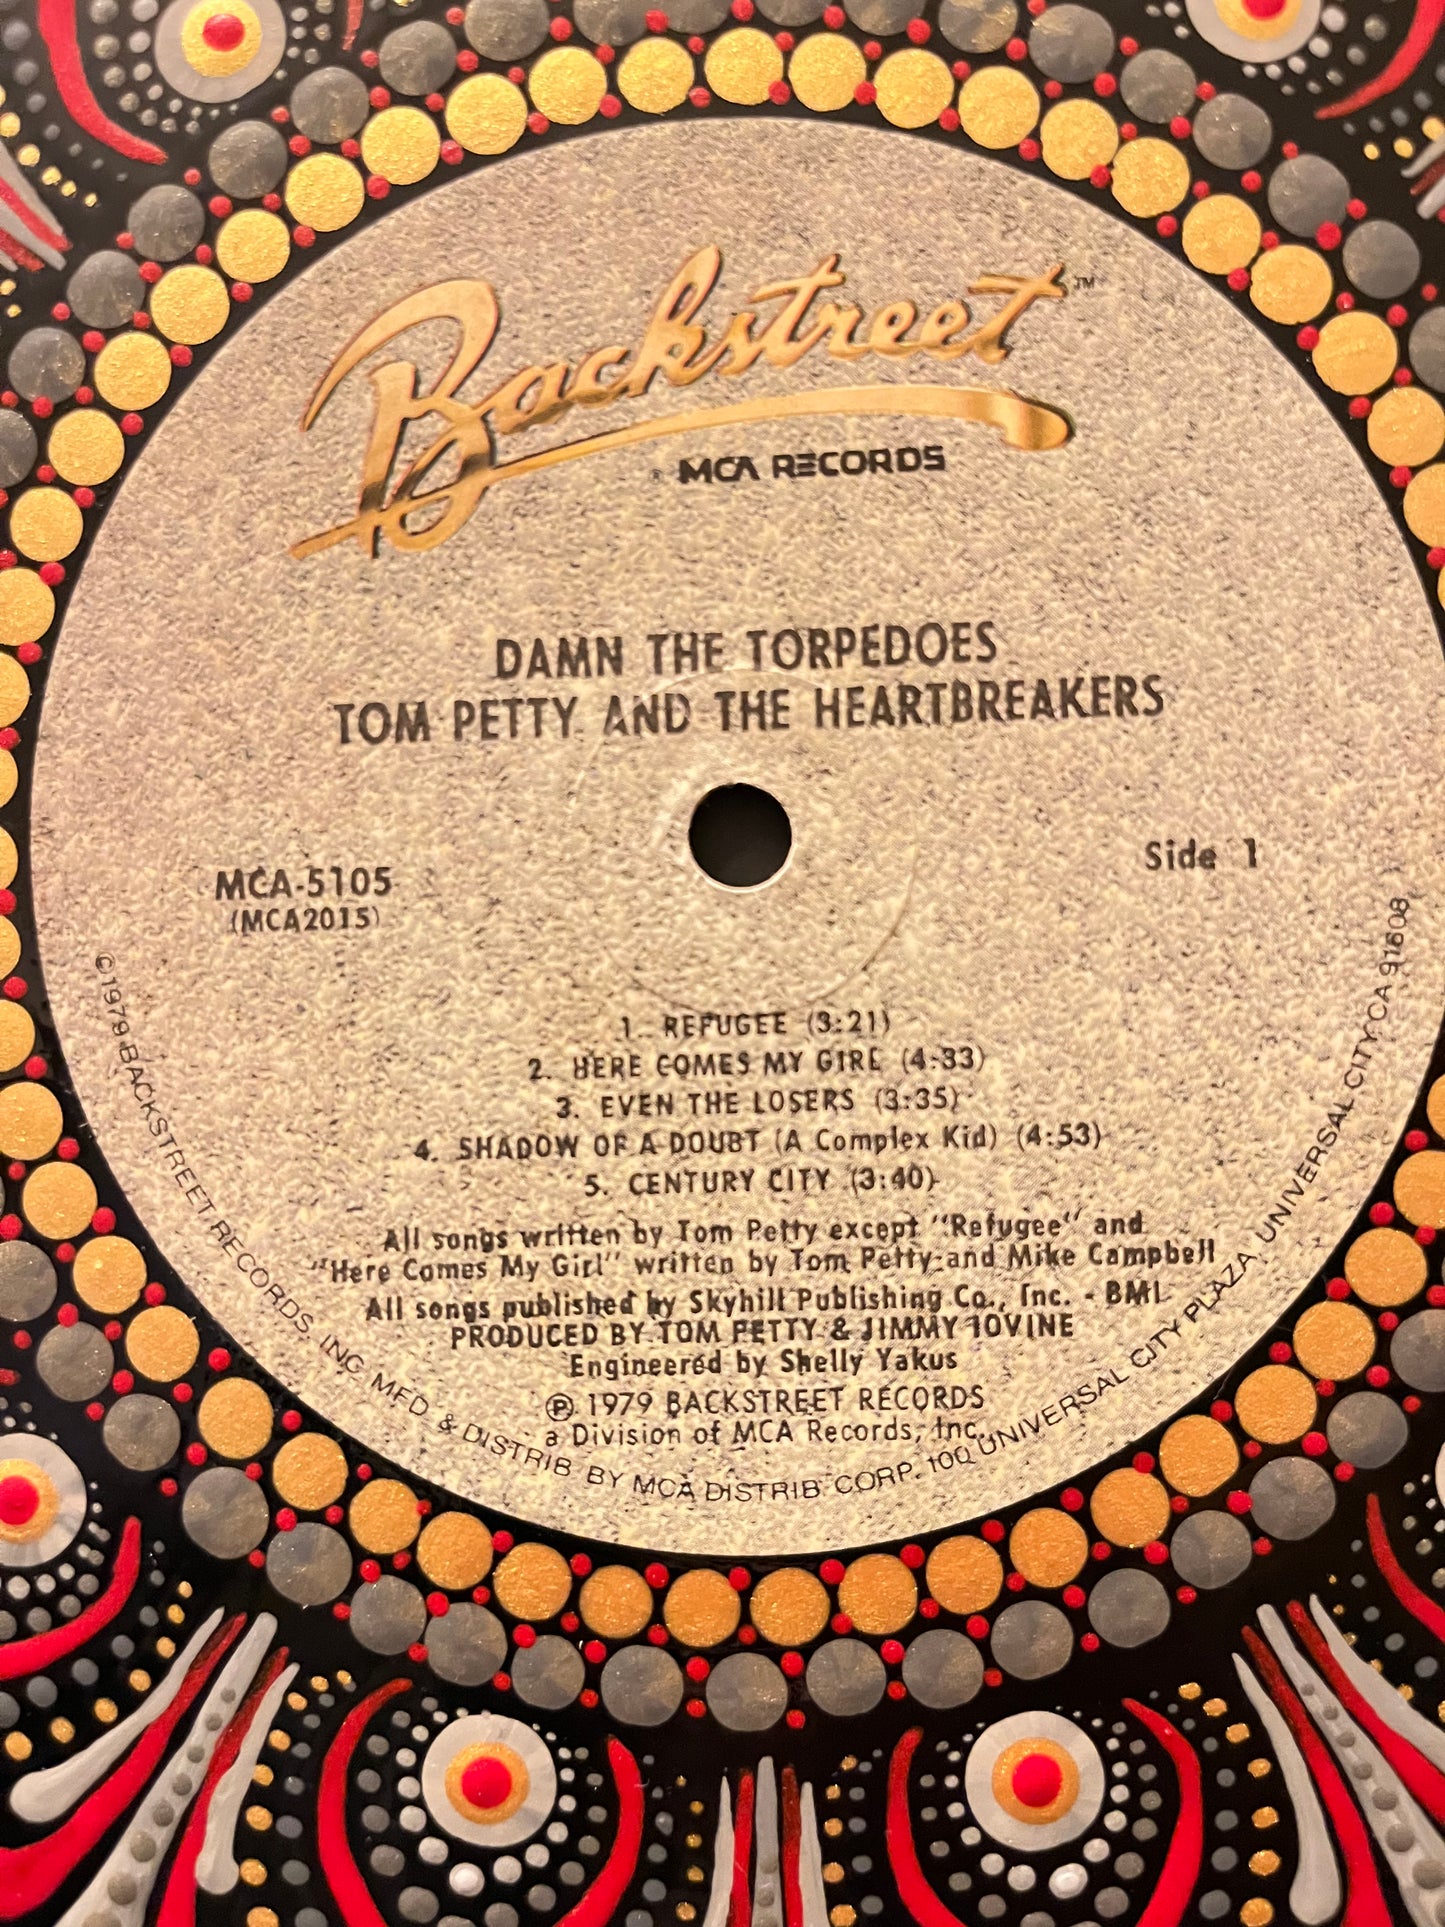 Backstreet™
® MCA RECORDS
DAMN THE TORPEDOES
TOM PETTY AND THE HEARTBREAKERS
MCA-5105
(MCA2015)
Side 1
1. REFUGEE (3:21)
2. HERE COMES MY GIRL (4:33)
3. EVEN THE LOSERS (3:35)
4. SHADOW OF A DOUBT (A Complex Kid) (4:53)
5. CENTURY CITY (3:40)
All songs written by Tom Petty except "Refugee" and
"Here Comes My Girl" written by Tom Petty and Mike Campbell
All songs published by Skyhill Publishing Co., Inc. - BMI
PRODUCED BY TOM PETTY & JIMMY IOVINE
Engineered by Shelly Yakus
℗ 1979 BACKSTREET RECORDS
a Division of MCA Records, Inc.
©1979 BACKSTREET RECORDS, INC. MFD & DISTRIB BY MCA DISTRIB CORP. 100 UNIVERSAL CITY PLAZA, UNIVERSAL CITY, CA 91608